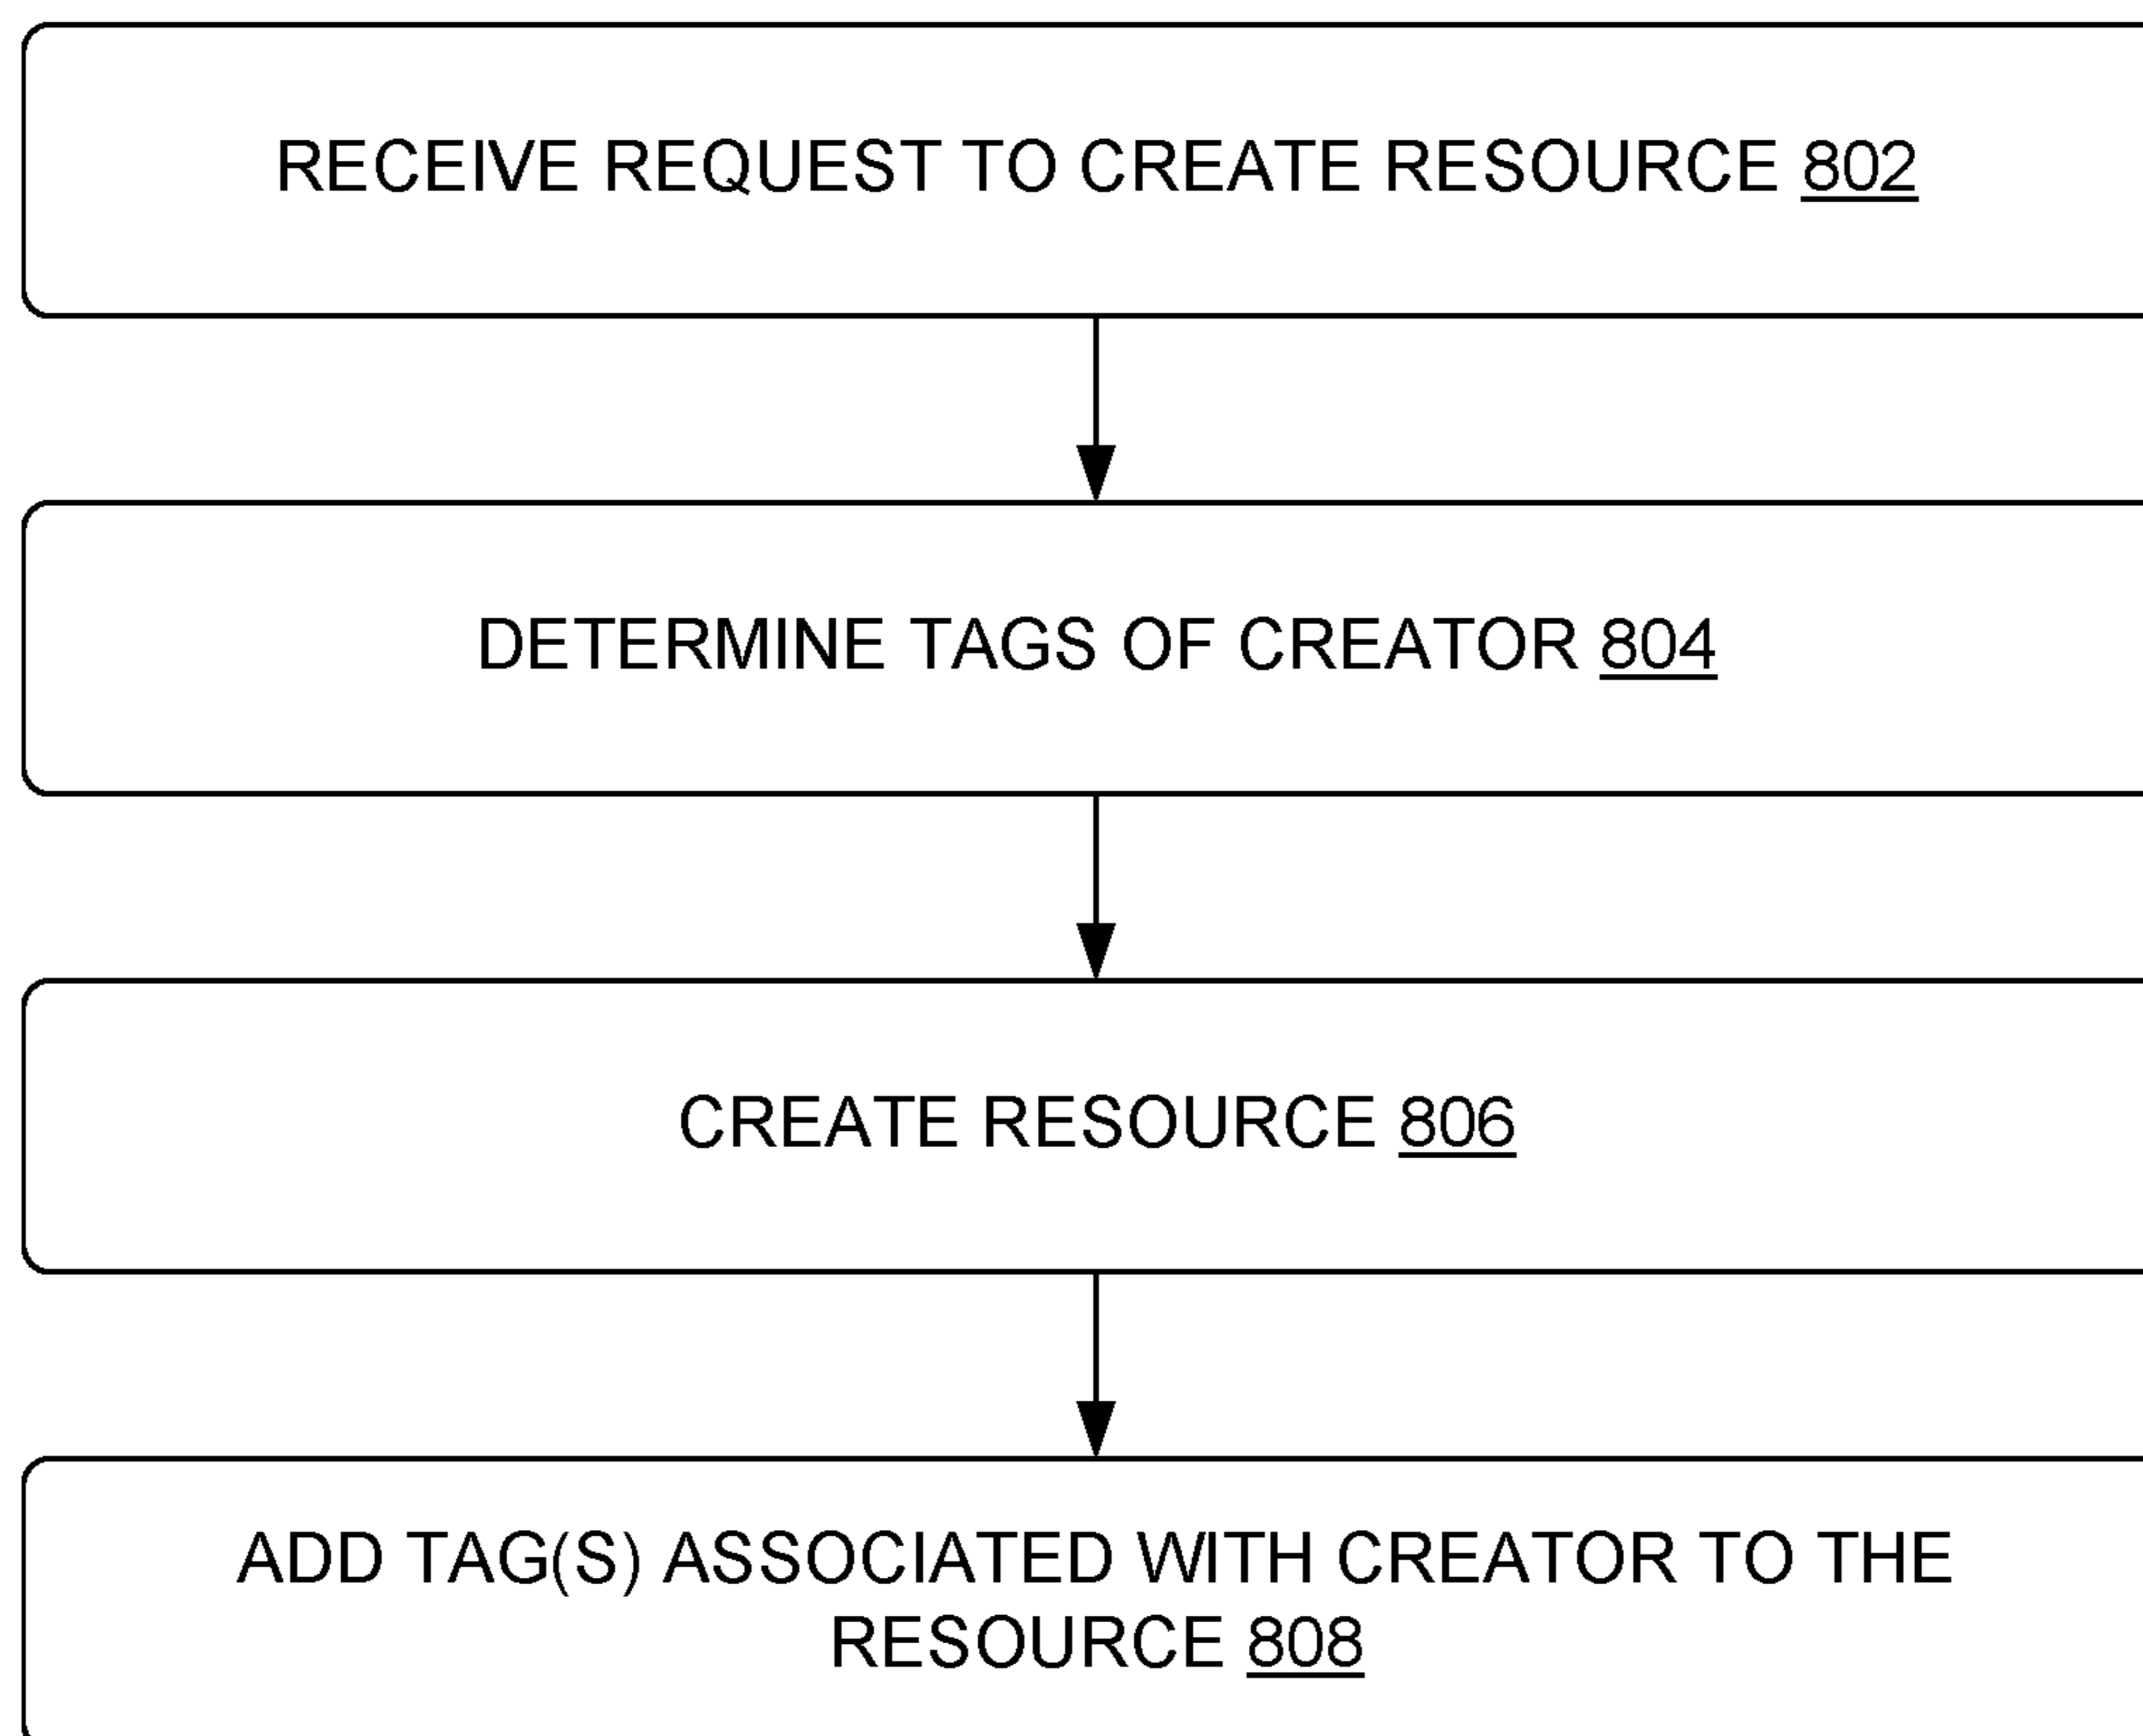 RECEIVE REQUEST TO CREATE RESOURCE 802
DETERMINE TAGS OF CREATOR 804
CREATE RESOURCE 806
ADD TAG(S) ASSOCIATED WITH CREATOR TO THE
RESOURCE 808